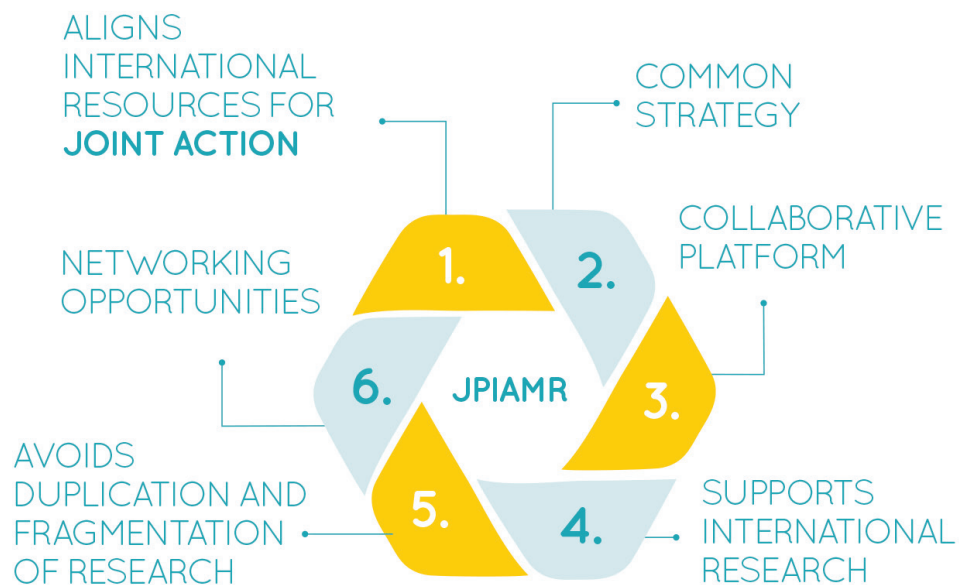 ALIGNS
INTERNATIONAL
RESOURCES FOR
JOINT ACTION
1.
COMMON
STRATEGY
2.
COLLABORATIVE
PLATFORM
3.
SUPPORTS
INTERNATIONAL
RESEARCH
4.
AVOIDS
DUPLICATION AND
FRAGMENTATION
OF RESEARCH
5.
NETWORKING
OPPORTUNITIES
6.
JPIAMR